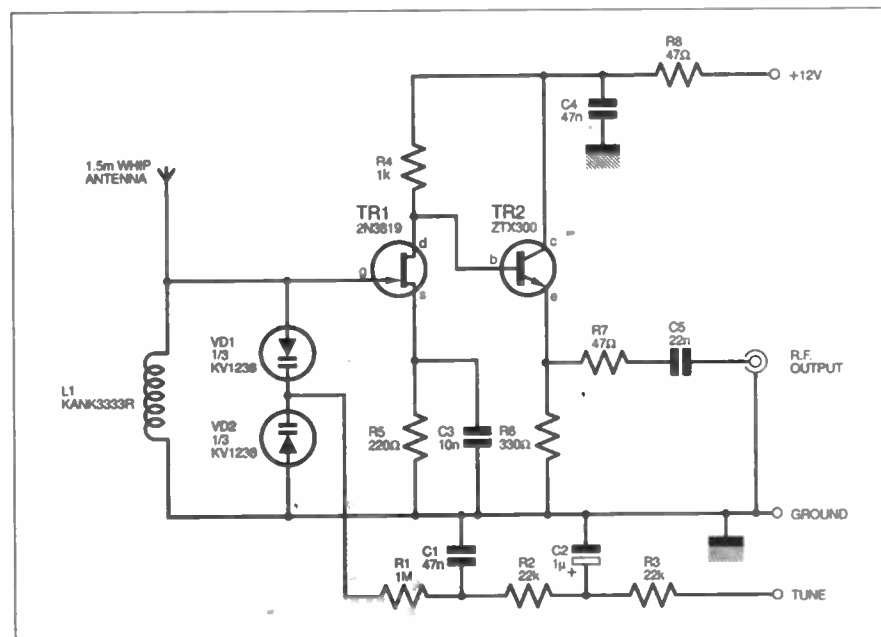 R8
47Ω
+12V
C4
47n
1.5m WHIP
ANTENNA
R4
1k
TR1
2N3819
d
g
s
TR2
ZTX300
c
b
e
VD1
1/3
KV1236
L1
KANK3333R
VD2
1/3
KV1236
R7
47Ω
C5
22n
R.F.
OUTPUT
R5
220Ω
C3
10n
R6
330Ω
GROUND
R1
1M
C1
47n
R2
22k
C2
1μ
+
R3
22k
TUNE